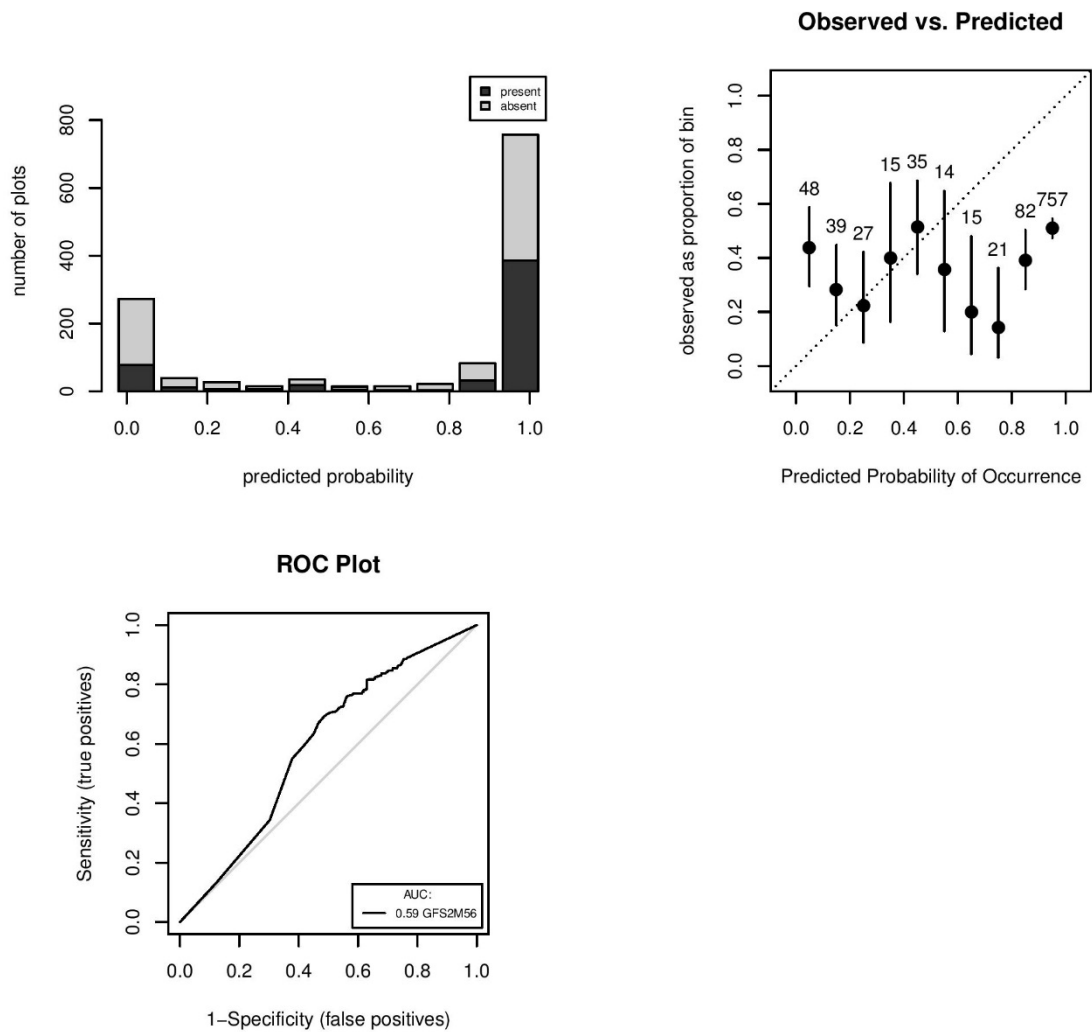 present
absent
number of plots
800
600
400
200
0
0.0 0.2 0.4 0.6 0.8 1.0
predicted probability
Observed vs. Predicted
observed as proportion of bin
1.0
0.8
0.6
0.4
0.2
0.0
48
39
27
15
35
14
15
21
82
757
0.0 0.2 0.4 0.6 0.8 1.0
Predicted Probability of Occurrence
ROC Plot
Sensitivity (true positives)
1.0
0.8
0.6
0.4
0.2
0.0
AUC:
0.59 GFS2M56
0.0 0.2 0.4 0.6 0.8 1.0
1−Specificity (false positives)